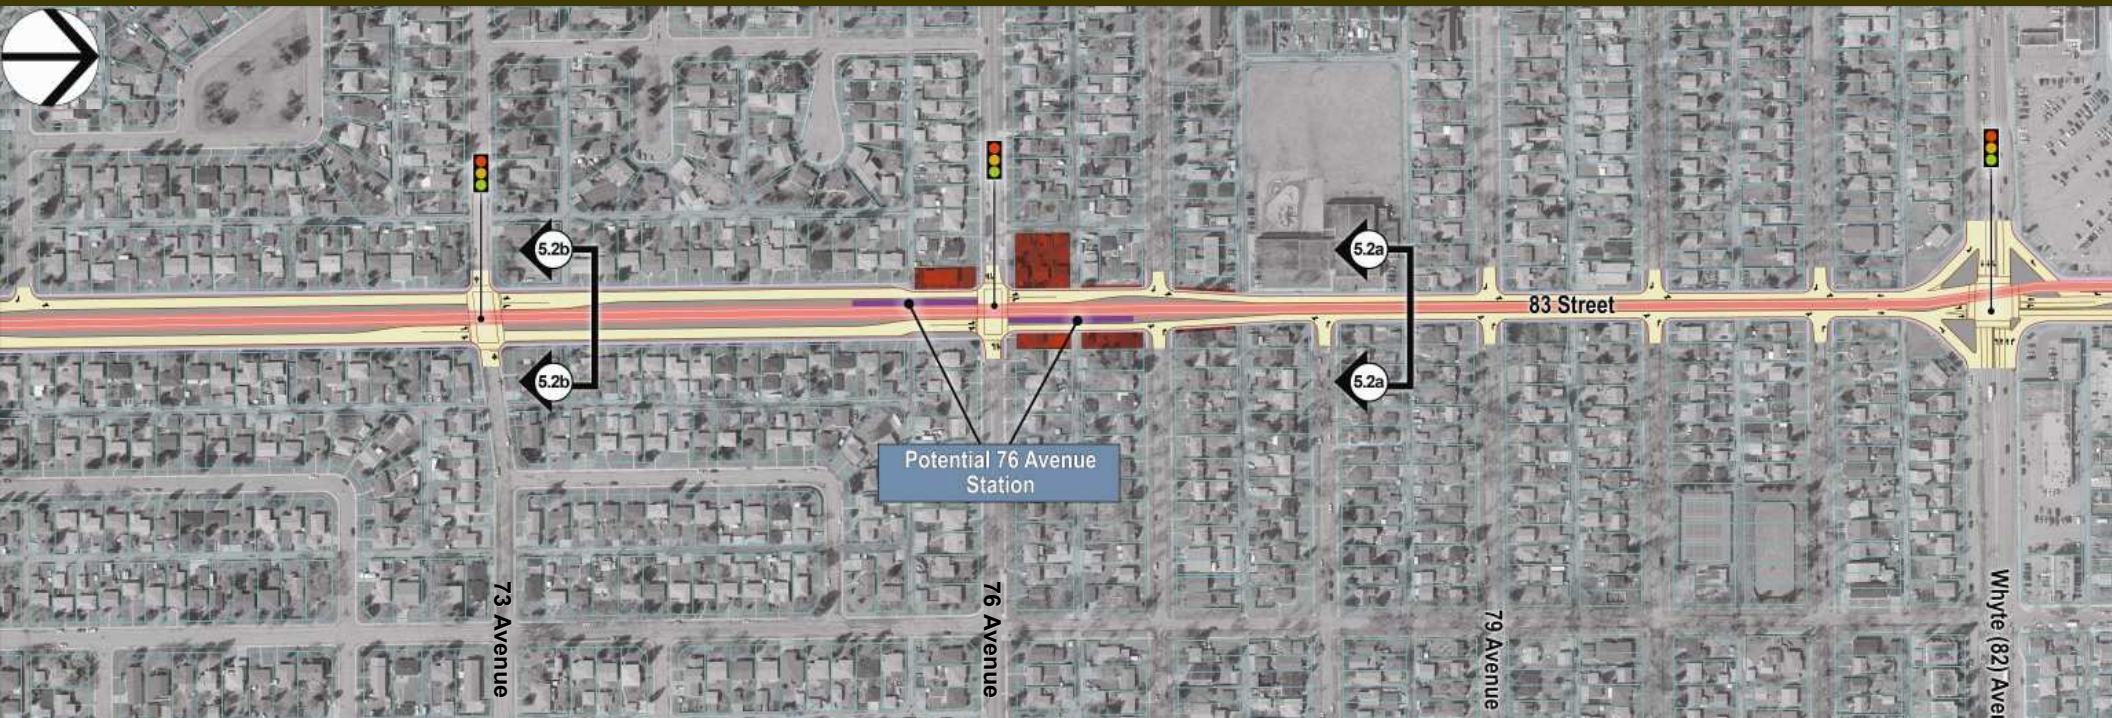 5.2b
5.2a
83 Street
5.2b
5.2a
Potential 76 Avenue
Station
73 Avenue
76 Avenue
79 Avenue
Whyte (82) Ave